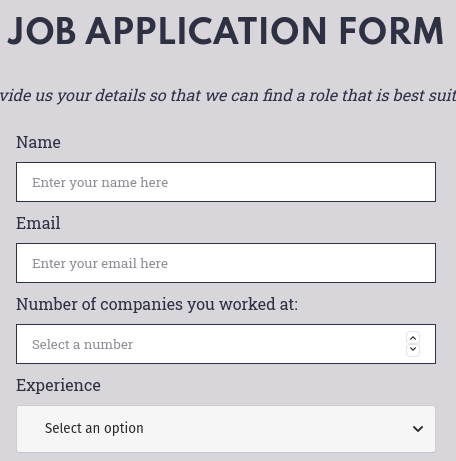 JOB APPLICATION FORM
vide us your details so that we can find a role that is best suit
Name
Enter your name here
Email
Enter your email here
Number of companies you worked at:
Select a number
Experience
Select an option